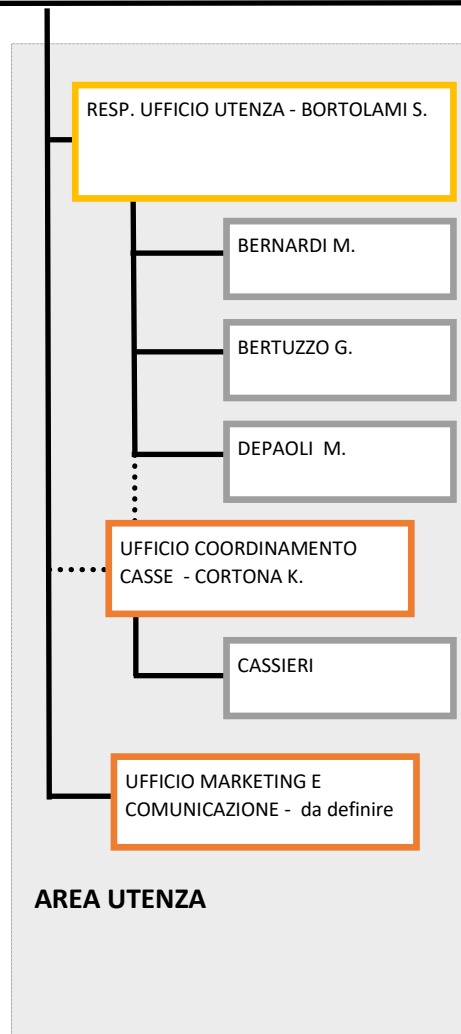 RESP. UFFICIO UTENZA - BORTOLAMI S.
BERNARDI M.
BERTUZZO G.
DEPAOLI  M.
UFFICIO COORDINAMENTO
CASSE  - CORTONA K.
CASSIERI
UFFICIO MARKETING E
COMUNICAZIONE -  da definire
AREA UTENZA